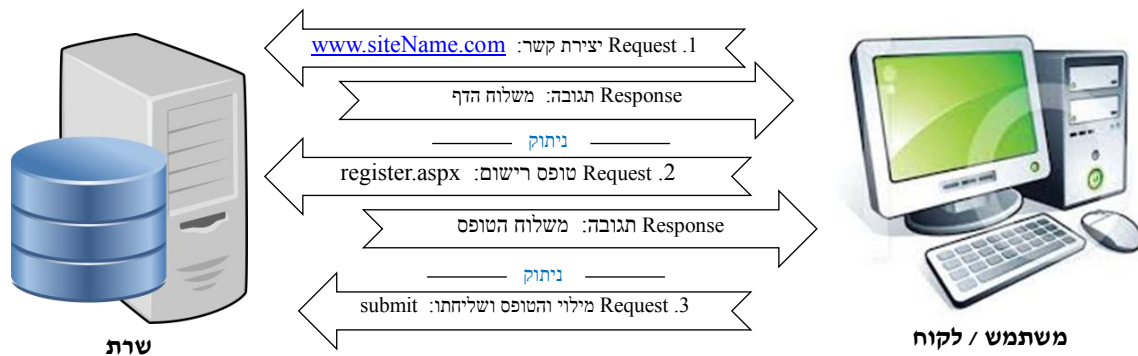 1. Request יצירת קשר: www.siteName.com
Response תגובה: משלוח הדף
ניתוק
2. Request טופס רישום: register.aspx
Response תגובה: משלוח הטופס
ניתוק
3. Request מילוי והטופס ושליחתו: submit
שרת
משתמש / לקוח